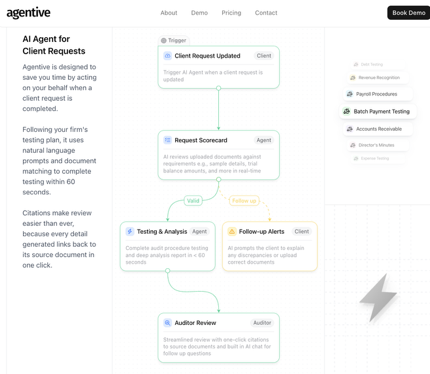 agentive
About Demo Pricing Contact
Book Demo
AI Agent for
Client Requests
Agentive is designed to
save you time by acting
on your behalf when a
client request is
completed.
Following your firm's
testing plan, it uses
natural language
prompts and document
matching to complete
testing within 60
seconds.
Citations make review
easier than ever,
because every detail
generated links back to
its source document in
one click.
Trigger
Client Request Updated Client
Trigger AI Agent when a client request is
updated
Request Scorecard Agent
AI reviews uploaded documents against
requirements e.g., sample details, trial
balance amounts, and more in real-time
Valid
Follow up
Testing & Analysis Agent
Complete audit procedure testing
and deep analysis report in < 60
seconds
Follow-up Alerts Client
AI prompts the client to explain
any discrepancies or upload
correct documents
Auditor Review Auditor
Streamlined review with one-click citations
to source documents and built in AI chat for
follow up questions
Revenue Recognition
Payroll Procedures
Batch Payment Testing
Accounts Receivable
Director's Minutes